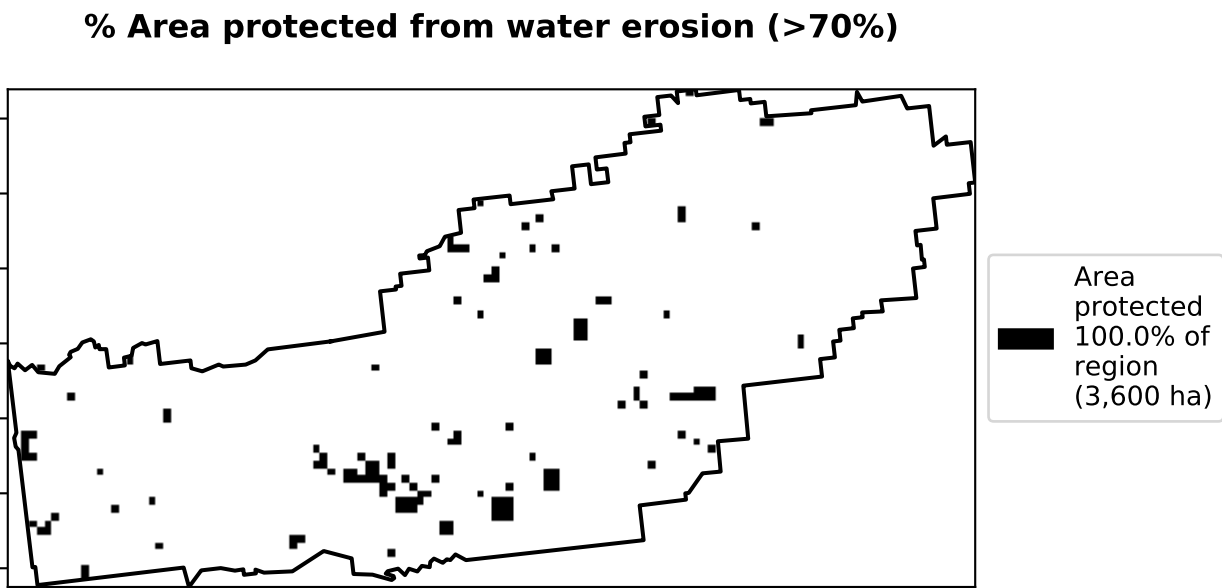 % Area protected from water erosion (>70%)
Area
protected
100.0% of
region
(3,600 ha)